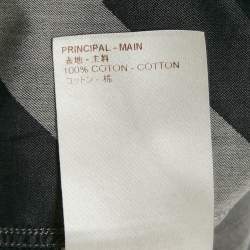 PRINCIPAL - MAIN
表地 - 主料
100% COTON - COTTON
コットン - 棉